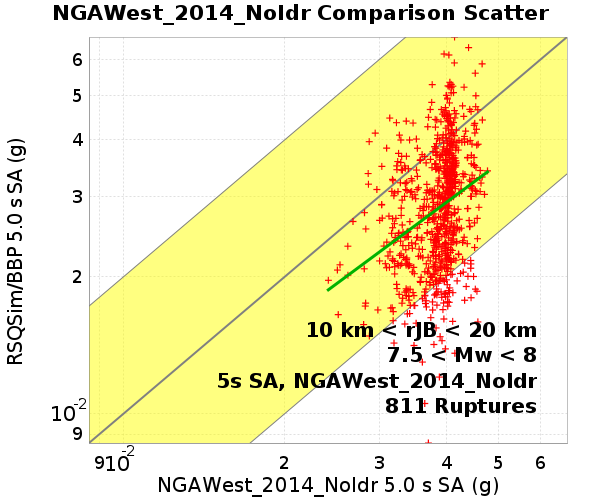 NGAWest_2014_NoIdr Comparison Scatter
RSQSim/BBP 5.0 s SA (g)
6
5
4
3
2
10-2
9
10 km < rJB < 20 km
7.5 < Mw < 8
5s SA, NGAWest_2014_NoIdr
811 Ruptures
9 10-2 2 3 4 5 6
NGAWest_2014_NoIdr 5.0 s SA (g)